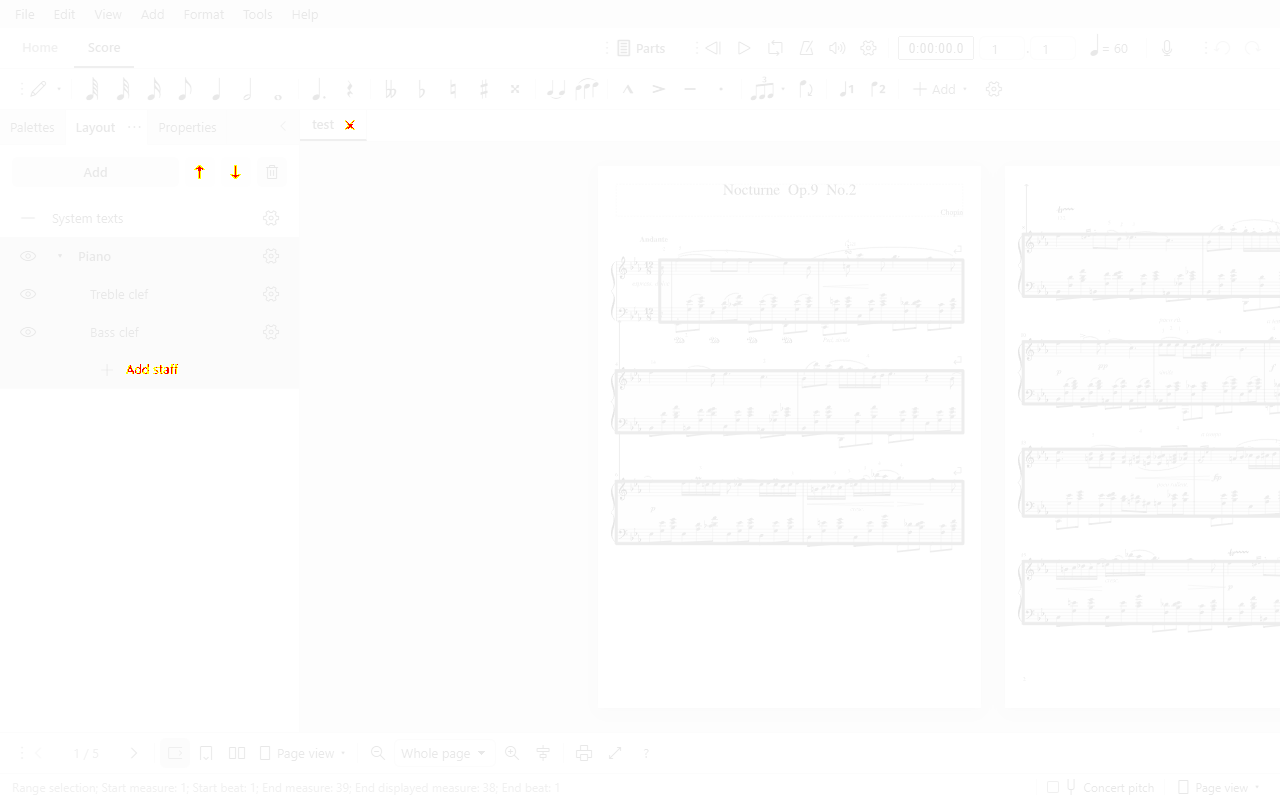 File Edit View Add Format Tools Help
Home Score Parts 0:00:00.0 1 . 1 = 60
Add
Palettes Layout ... Properties test
Add
System texts
Piano
Treble clef
Bass clef
Add staff
Nocturne Op.9 No.2
Chopin
Andante
1 / 5 Page view Whole page ?
Range selection; Start measure: 1; Start beat: 1; End measure: 39; End displayed measure: 38; End beat: 1 Concert pitch Page view